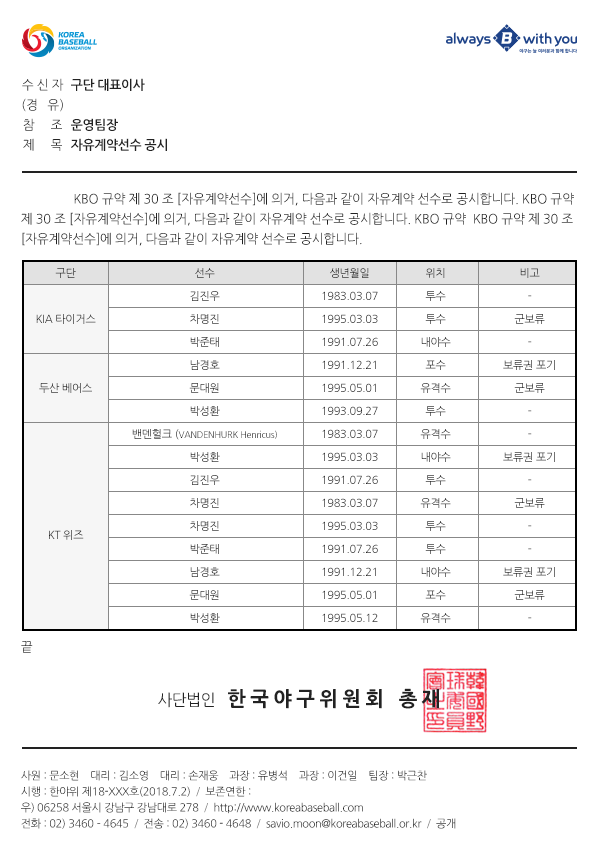 KOREA
BASEBALL
ORGANIZATION
always B with you
야구는 늘 여러분과 함께 합니다
수 신 자 구단 대표이사
(경 유)
참 조 운영팀장
제 목 자유계약선수 공시
KBO 규약 제 30 조 [자유계약선수]에 의거, 다음과 같이 자유계약 선수로 공시합니다. KBO 규약
제 30 조 [자유계약선수]에 의거, 다음과 같이 자유계약 선수로 공시합니다. KBO 규약 KBO 규약 제 30 조
[자유계약선수]에 의거, 다음과 같이 자유계약 선수로 공시합니다.
구단 선수 생년월일 위치 비고
KIA 타이거스
김진우 1983.03.07 투수 -
차명진 1995.03.03 투수 군보류
박준태 1991.07.26 내야수 -
두산 베어스
남경호 1991.12.21 포수 보류권 포기
문대원 1995.05.01 유격수 군보류
박성환 1993.09.27 투수 -
KT 위즈
밴덴헐크 (VANDENHURK Henricus) 1983.03.07 유격수 -
박성환 1995.03.03 내야수 보류권 포기
김진우 1991.07.26 투수 -
차명진 1983.03.07 유격수 군보류
차명진 1995.03.03 투수 -
박준태 1991.07.26 투수 -
남경호 1991.12.21 내야수 보류권 포기
문대원 1995.05.01 포수 군보류
박성환 1995.05.12 유격수 -
끝
사단법인 한국야구위원회 총재
사원 : 문소현 대리 : 김소영 대리 : 손재웅 과장 : 유병석 과장 : 이건일 팀장 : 박근찬
시행 : 한야위 제18-XXX호(2018.7.2) / 보존연한 :
우) 06258 서울시 강남구 강남대로 278 / http://www.koreabaseball.com
전화 : 02) 3460 - 4645 / 전송 : 02) 3460 - 4648 / savio.moon@koreabaseball.or.kr / 공개